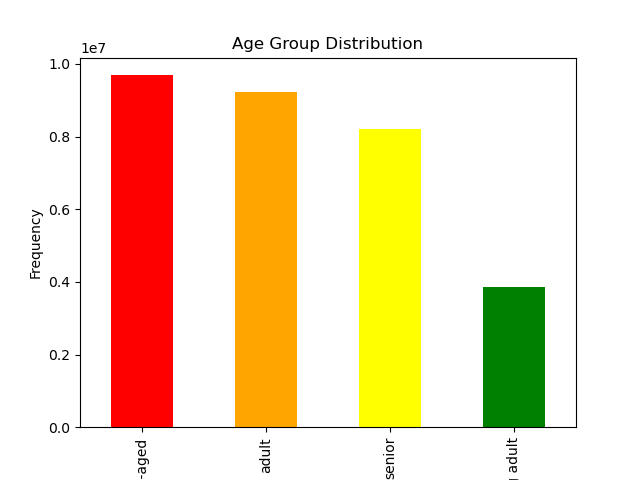 Age Group Distribution
1e7
1.0
0.8
0.6
0.4
0.2
0.0
Frequency
-aged
adult
senior
adult